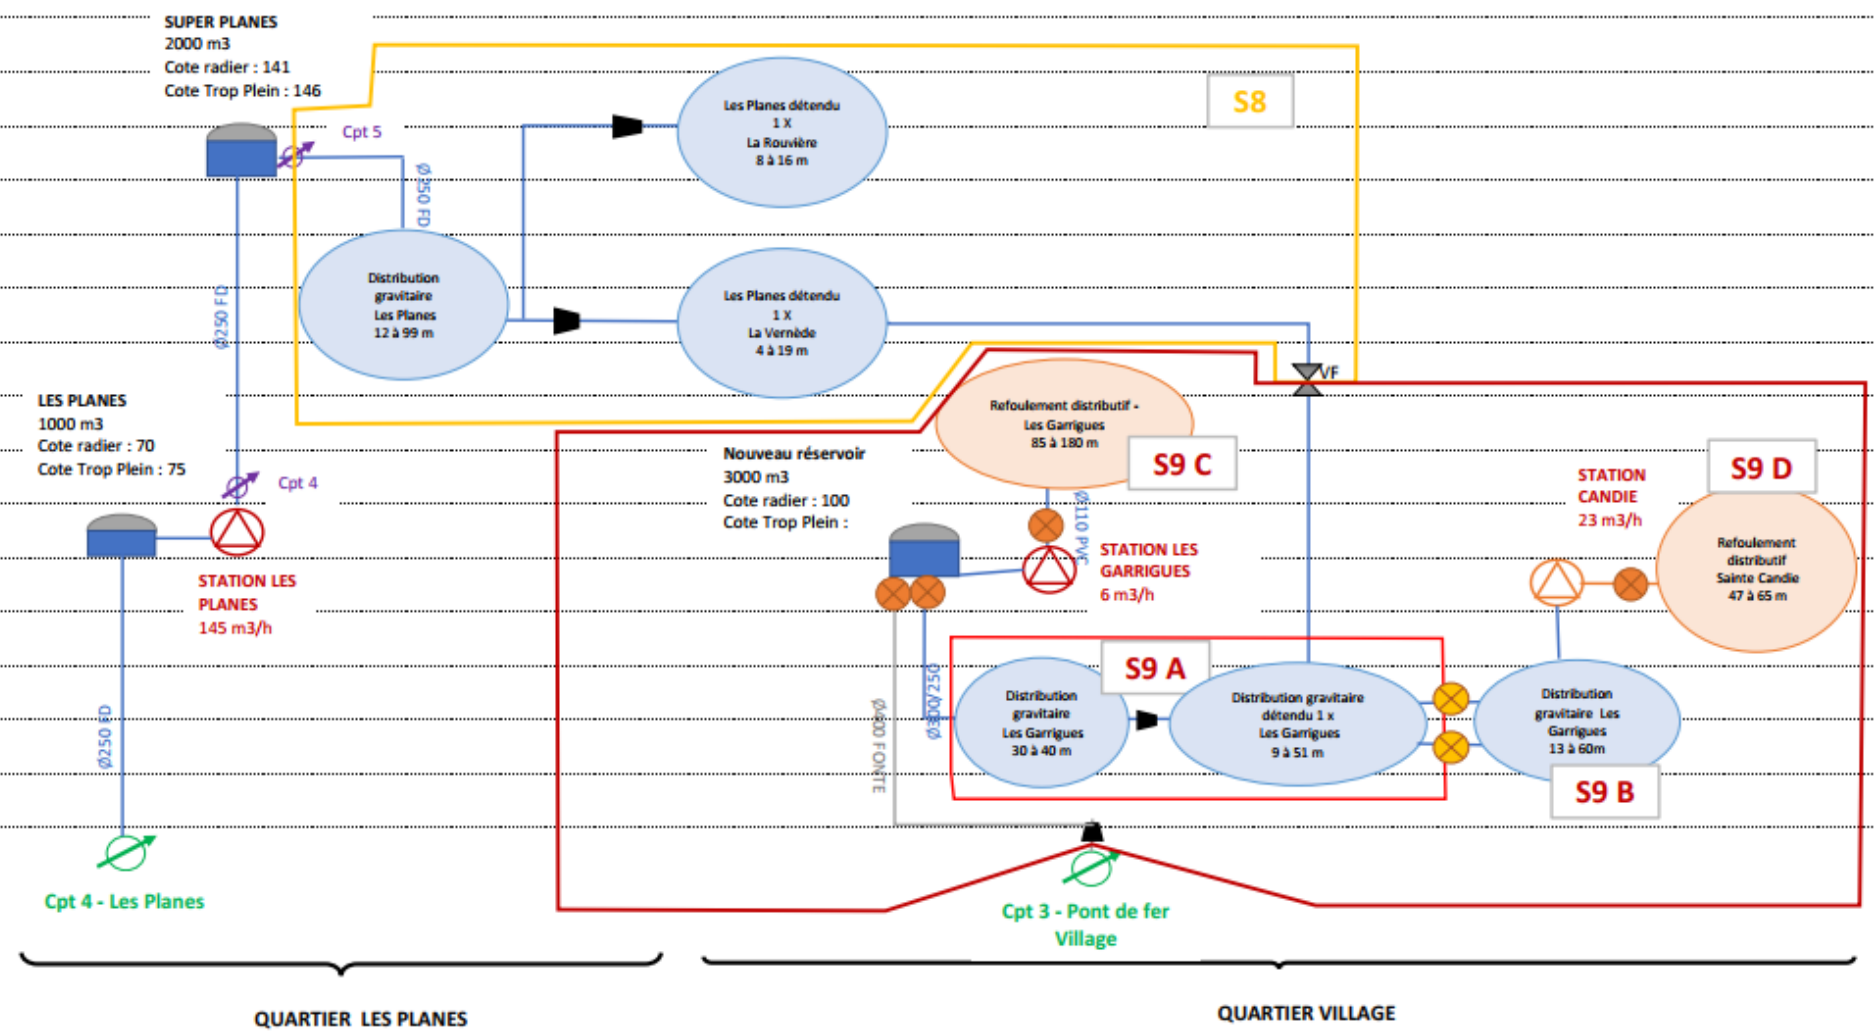 SUPER PLANES
2000 m3
Cote radier : 141
Cote Trop Plein : 146
Cpt 5
Ø350 FD
Les Planes détendu
1 X
La Rouvière
8 à 16 m
S8
Distribution
gravitaire
Les Planes
12 à 99 m
Les Planes détendu
1 X
La Vernède
4 à 19 m
Ø250 FD
VF
LES PLANES
1000 m3
Cote radier : 70
Cote Trop Plein : 75
Cpt 4
STATION LES
PLANES
145 m3/h
Ø250 FD
Cpt 4 - Les Planes
Refoulement distributif -
Les Garrigues
85 à 180 m
S9 C
Nouveau réservoir
3000 m3
Cote radier : 100
Cote Trop Plein :
Ø110 PVC
STATION LES
GARRIGUES
6 m3/h
STATION
CANDIE
23 m3/h
S9 D
Refoulement
distributif
Sainte Candie
47 à 65 m
Ø400 FONTE
Ø300/250
S9 A
Distribution
gravitaire
Les Garrigues
30 à 40 m
Distribution gravitaire
détendu 1 x
Les Garrigues
9 à 51 m
Distribution
gravitaire Les
Garrigues
13 à 60m
S9 B
Cpt 3 - Pont de fer
Village
QUARTIER LES PLANES
QUARTIER VILLAGE